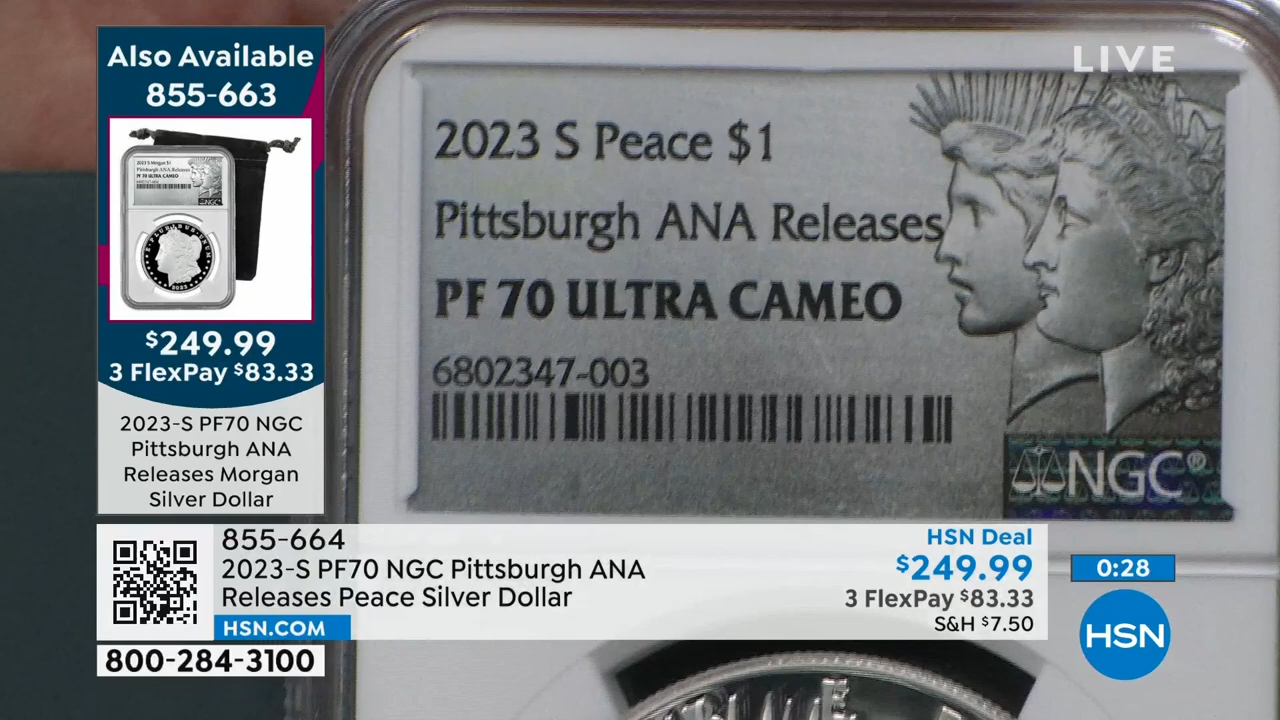 Also Available
855-663
2023 S Morgan $1
Pittsburgh ANA Releases
PF 70 ULTRA CAMEO
NGC
2023
$249.99
3 FlexPay $83.33
2023-S PF70 NGC
Pittsburgh ANA
Releases Morgan
Silver Dollar
LIVE
2023 S Peace $1
Pittsburgh ANA Releases
PF 70 ULTRA CAMEO
6802347-003
NGC®
855-664
2023-S PF70 NGC Pittsburgh ANA
Releases Peace Silver Dollar
HSN.COM
800-284-3100
HSN Deal
$249.99
3 FlexPay $83.33
S&H $7.50
0:28
HSN